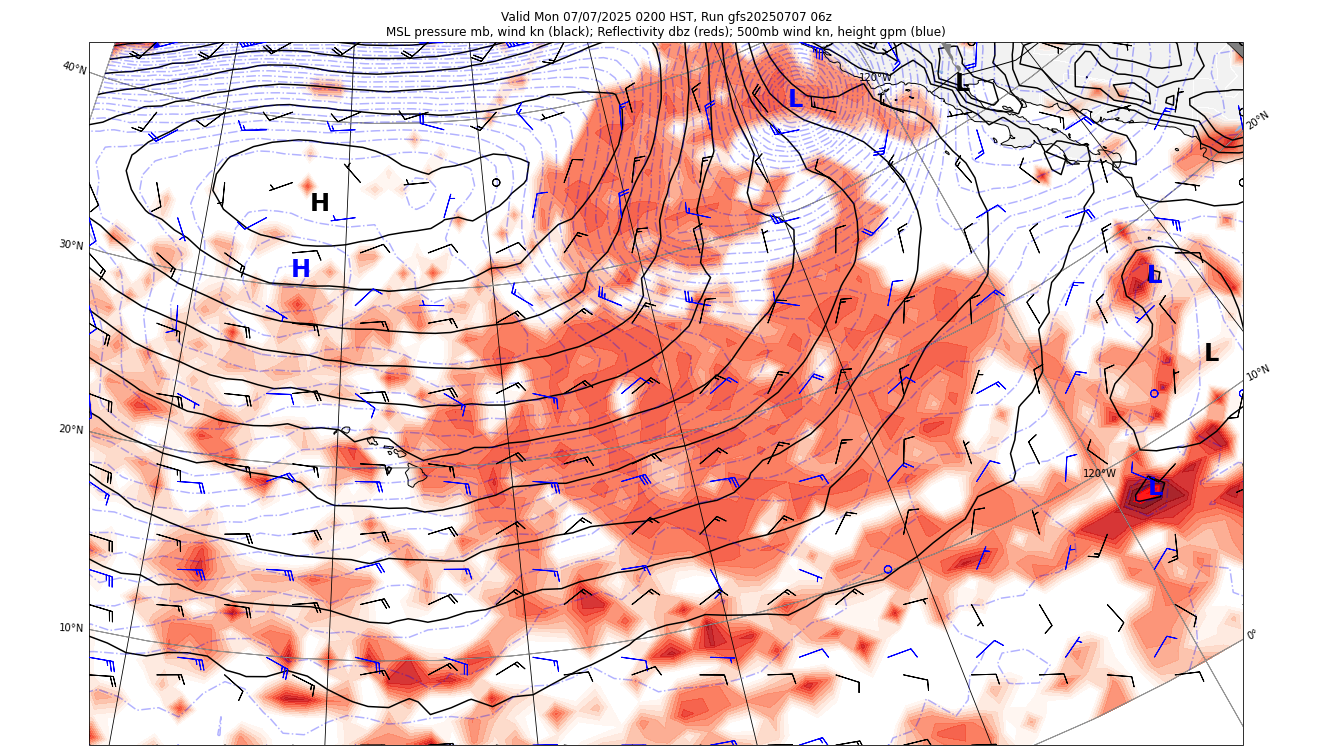 Valid Mon 07/07/2025 0200 HST, Run gfs20250707 06z
MSL pressure mb, wind kn (black); Reflectivity dbz (reds); 500mb wind kn, height gpm (blue)
40°N
120°W
L
L
20°N
H
30°N
H
L
L
10°N
20°N
120°W
L
10°N
0°